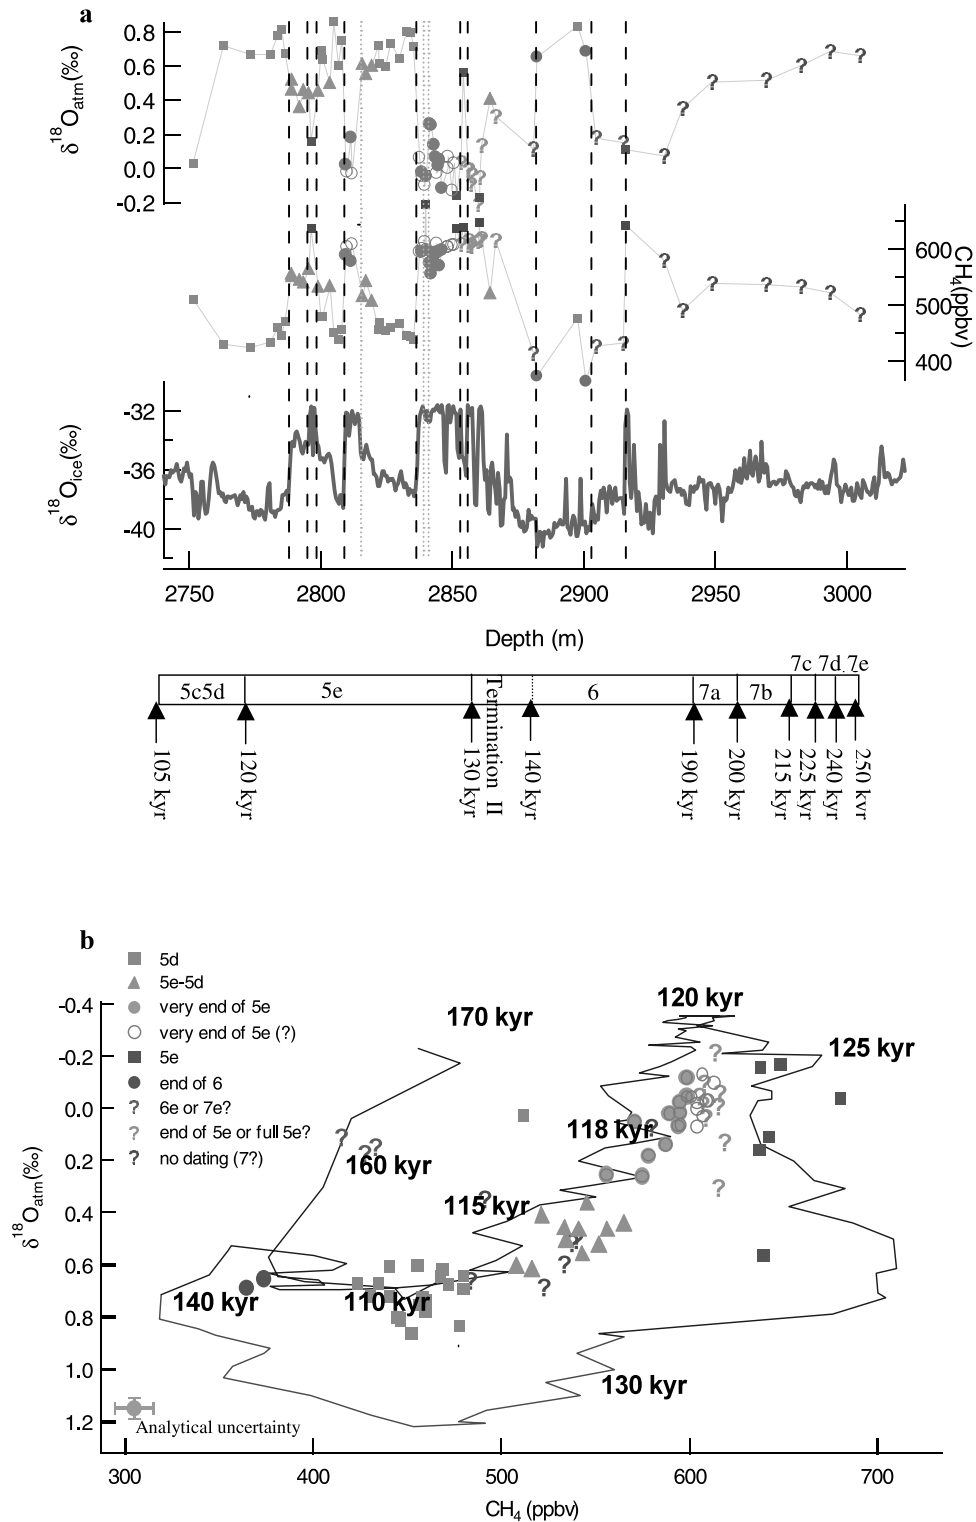 a
0.8
0.6
0.4
0.2
0.0
-0.2
δ18Oatm(‰)
600
500
400
CH4(ppbv)
-32
-36
-40
δ18Oice(‰)
2750 2800 2850 2900 2950 3000
Depth (m)
5c5d 5e Termination II 6 7a 7b 7c 7d 7e
105 kyr 120 kyr 130 kyr 140 kyr 190 kyr 200 kyr 215 kyr 225 kyr 240 kyr 250 kyr
b
5d
5e-5d
very end of 5e
very end of 5e (?)
5e
end of 6
? 6e or 7e?
? end of 5e or full 5e?
? no dating (7?)
-0.4
-0.2
0.0
0.2
0.4
0.6
0.8
1.0
1.2
δ18Oatm(‰)
170 kyr
120 kyr
125 kyr
118 kyr
160 kyr
115 kyr
140 kyr
110 kyr
130 kyr
Analytical uncertainty
300 400 500 600 700
CH4 (ppbv)